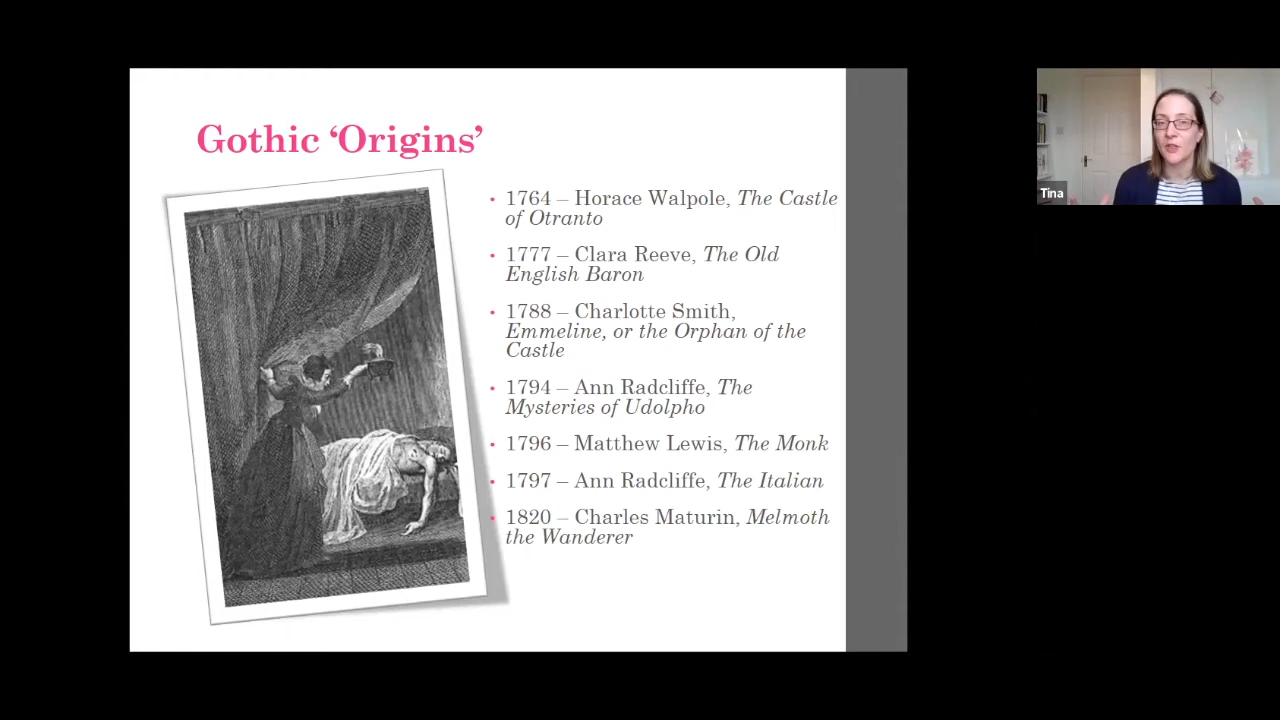 Gothic ‘Origins’
• 1764 – Horace Walpole, The Castle
of Otranto
• 1777 – Clara Reeve, The Old
English Baron
• 1788 – Charlotte Smith,
Emmeline, or the Orphan of the
Castle
• 1794 – Ann Radcliffe, The
Mysteries of Udolpho
• 1796 – Matthew Lewis, The Monk
• 1797 – Ann Radcliffe, The Italian
• 1820 – Charles Maturin, Melmoth
the Wanderer
Tina